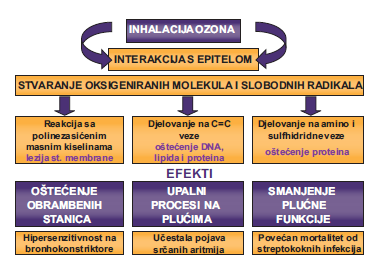 INHALACIJA OZONA
INTERAKCIJA S EPITELOM
STVARANJE OKSIGENIRANIH MOLEKULA I SLOBODNIH RADIKALA
Reakcija sa
polinezasićenim
masnim kiselinama
lezija st. membrane
Djelovanje na C=C
veze
oštećenje DNA,
lipida i proteina
Djelovanje na amino i
sulfhidridne veze
oštećenje proteina
EFEKTI
OŠTEĆENJE
OBRAMBENIH
STANICA
UPALNI
PROCESI NA
PLUĆIMA
SMANJENJE
PLUĆNE
FUNKCIJE
Hipersenzitivnost na
bronhokonstriktore
Učestala pojava
srčanih aritmija
Povećan mortalitet od
streptokoknih infekcija